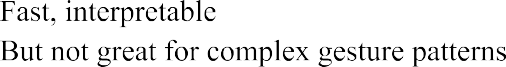 Fast, interpretable
But not great for complex gesture patterns